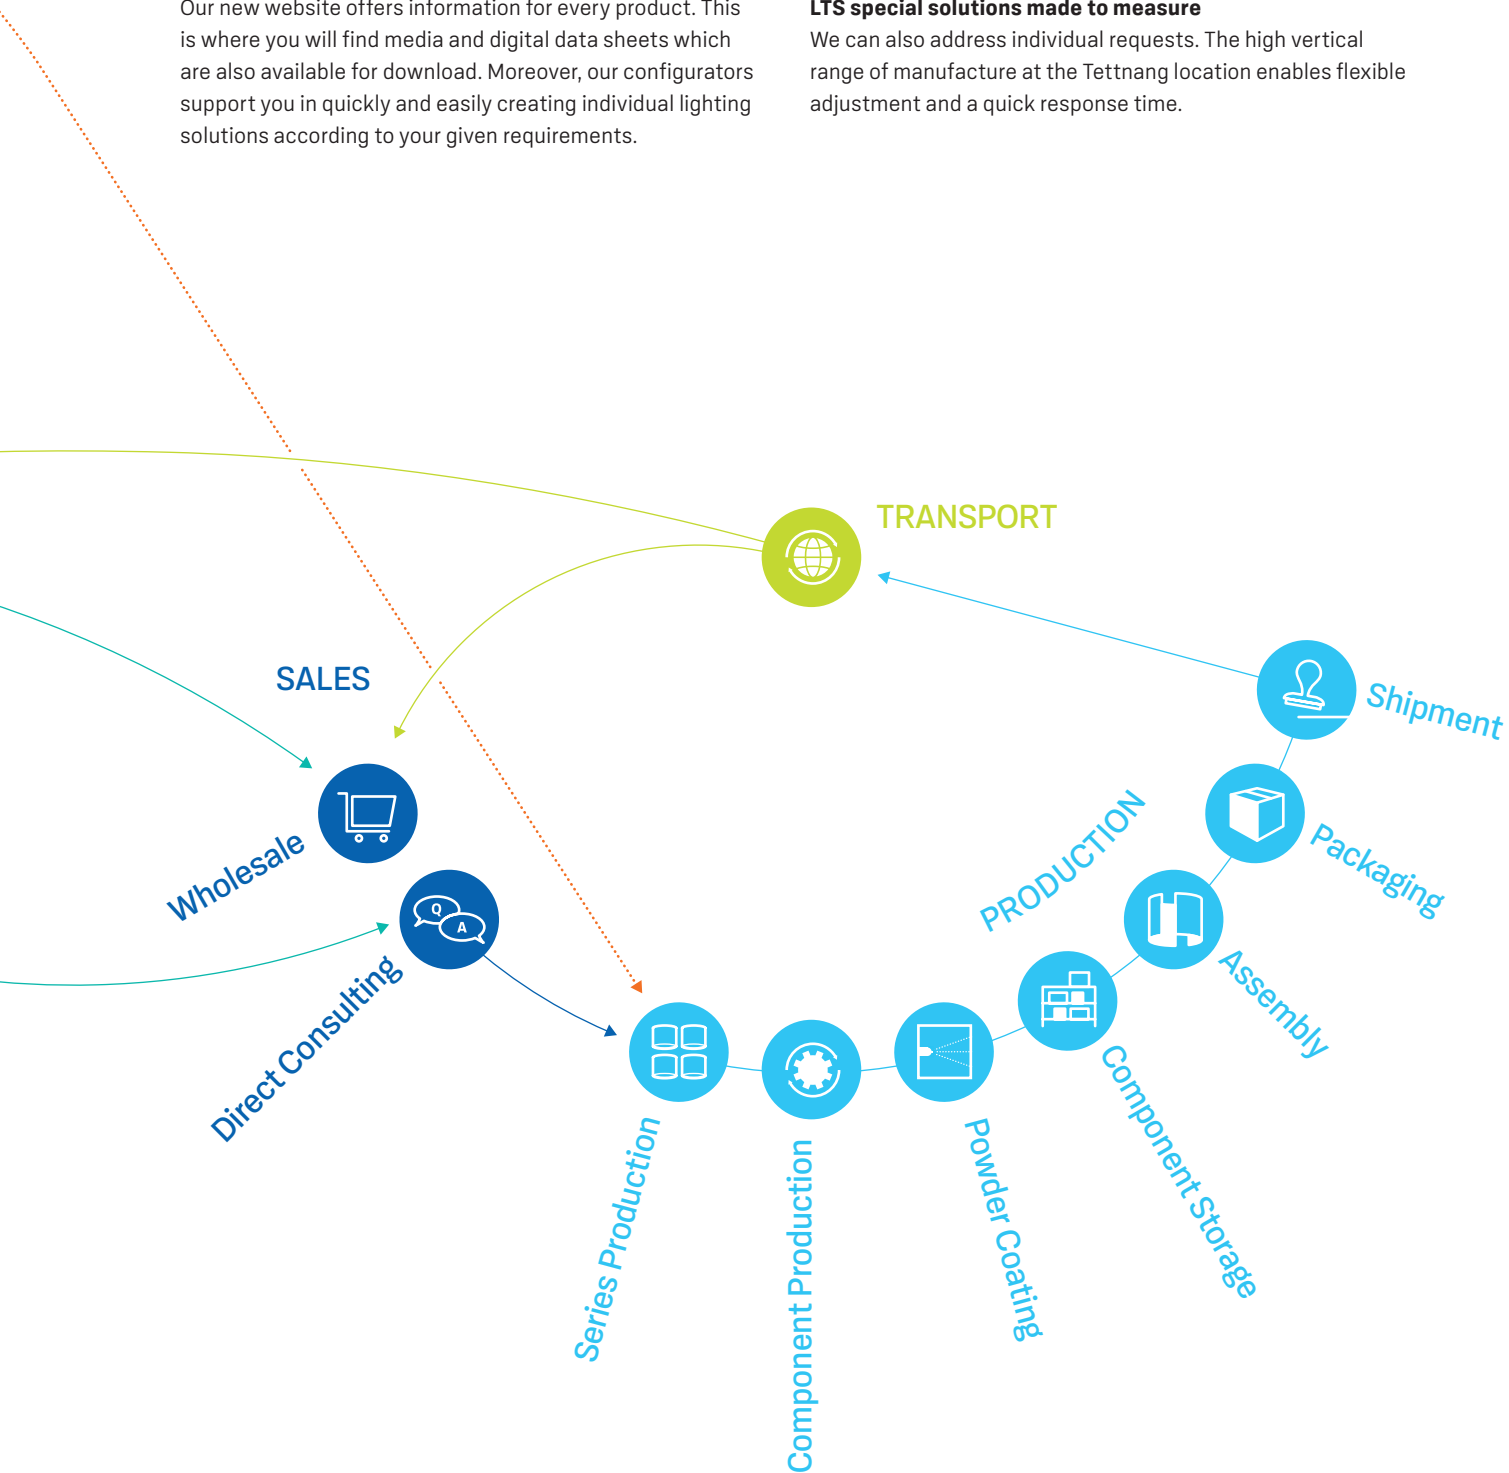 Our new website offers information for every product. This
is where you will find media and digital data sheets which
are also available for download. Moreover, our configurators
support you in quickly and easily creating individual lighting
solutions according to your given requirements.
LTS special solutions made to measure
We can also address individual requests. The high vertical
range of manufacture at the Tettnang location enables flexible
adjustment and a quick response time.
TRANSPORT
SALES
Wholesale
Q
A
Direct Consulting
PRODUCTION
Shipment
Packaging
Assembly
Component Storage
Powder Coating
Component Production
Series Production